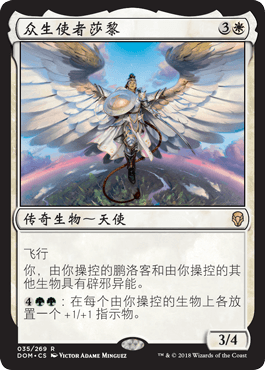 众生使者莎黎 3
传奇生物～天使
飞行
你、由你操控的鹏洛客和由你操控的其
他生物具有辟邪异能。
4：在每个由你操控的生物上各放
置一个 +1/+1 指示物。
3/4
035/269 R
DOM • CS VICTOR ADAME MINGUEZ
™ & © 2018 Wizards of the Coast